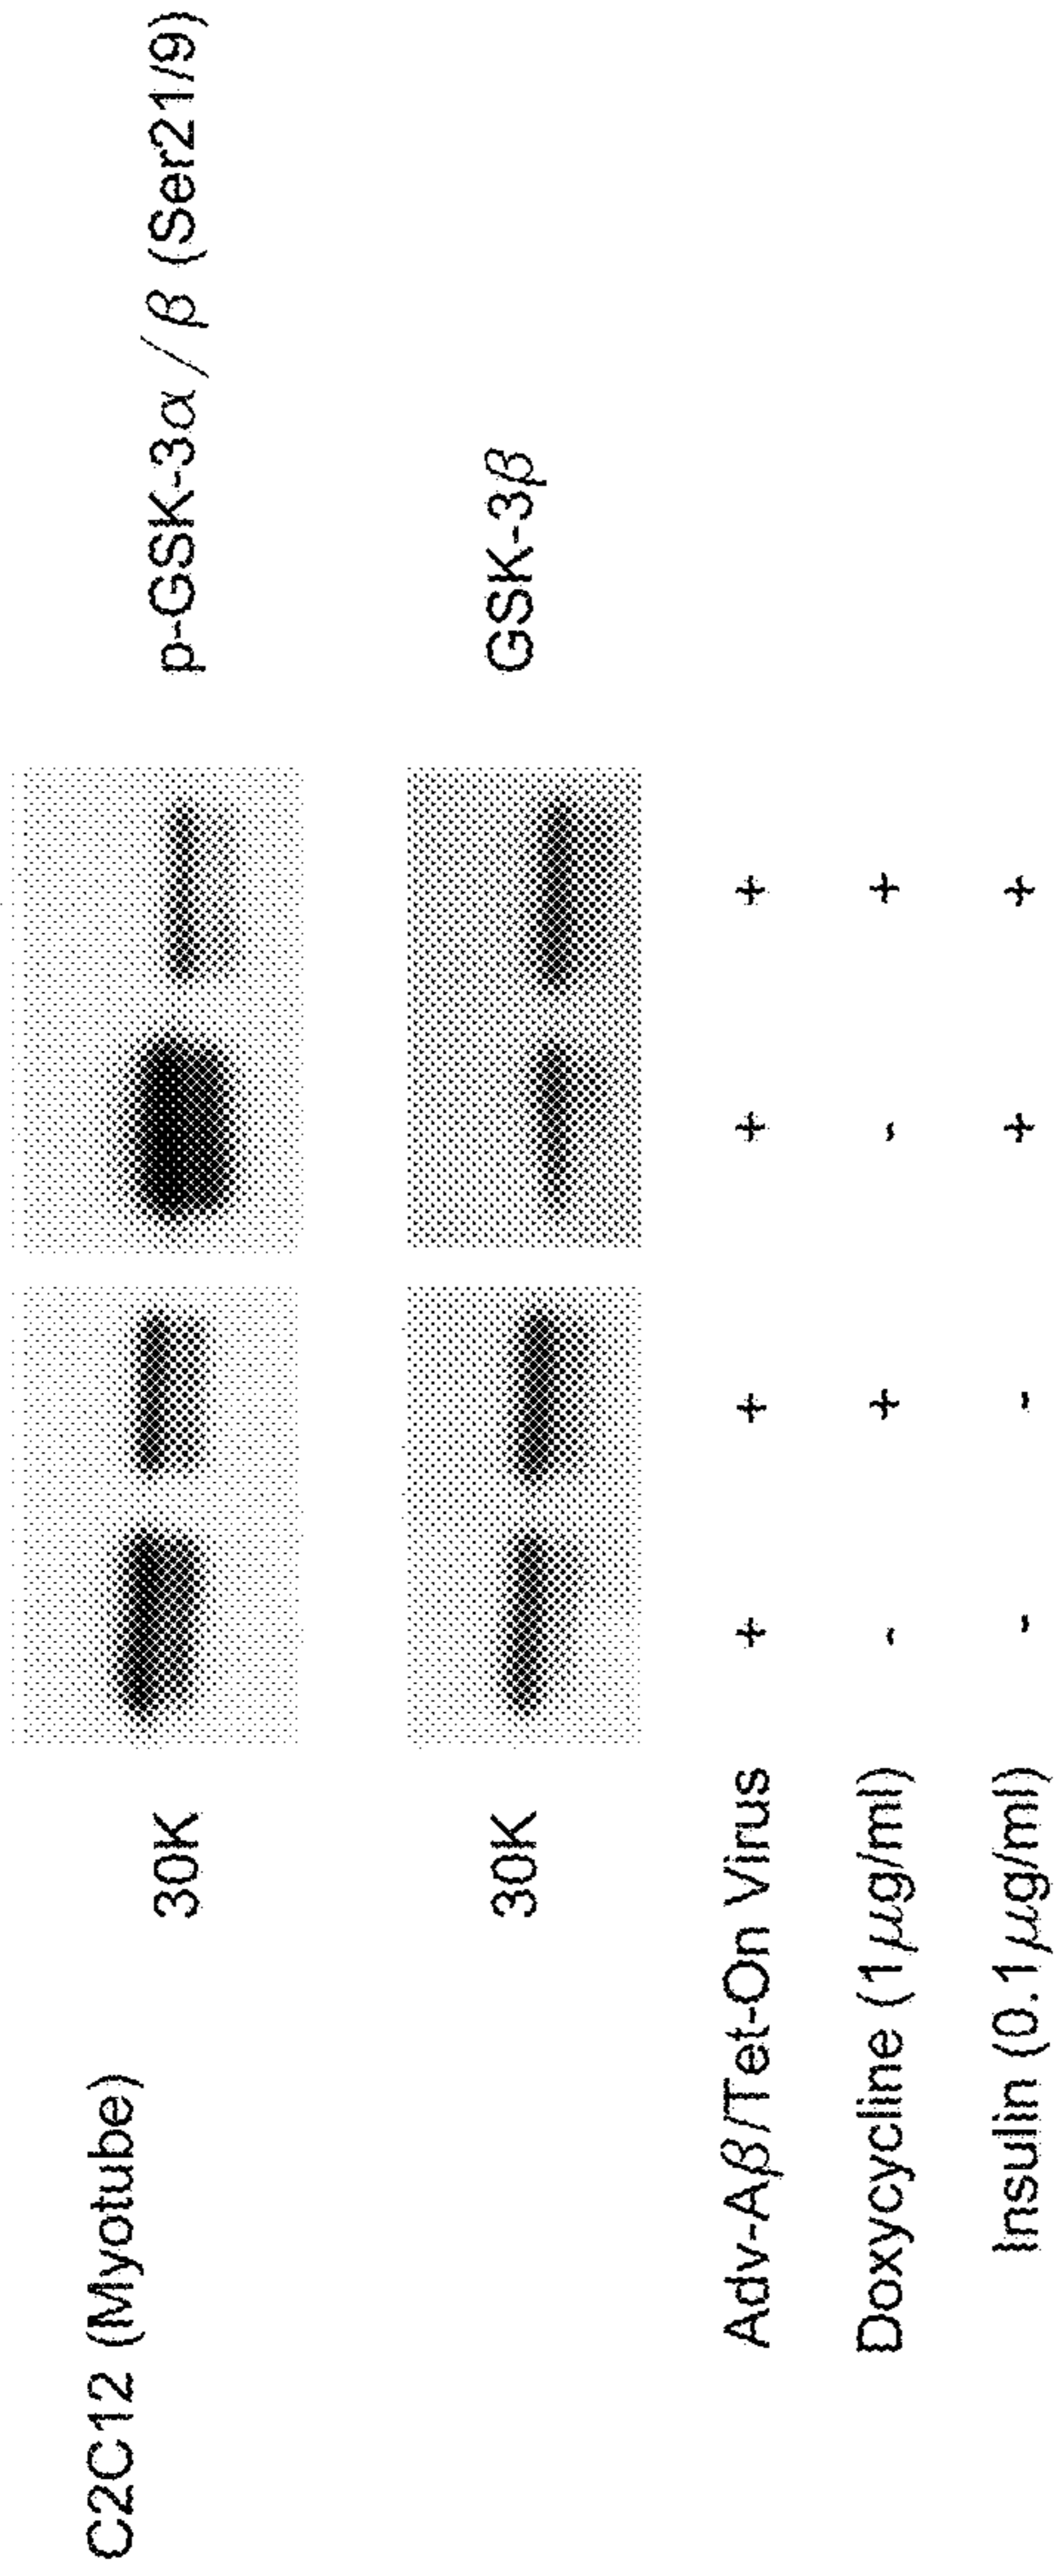 C2C12 (Myotube)
30K p-GSK-3α/β (Ser21/9)
30K GSK-3β
Adv-Aβ/Tet-On Virus + + + +
Doxycycline (1μg/ml) - + - +
Insulin (0.1μg/ml) - - + +